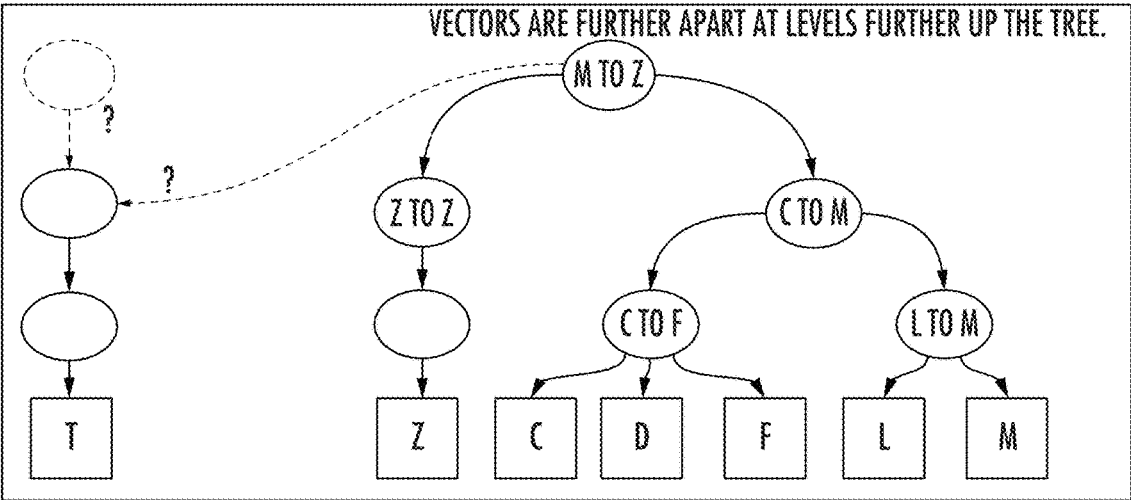 VECTORS ARE FURTHER APART AT LEVELS FURTHER UP THE TREE.
M TO Z
?
?
Z TO Z
C TO M
C TO F
L TO M
T
Z
C
D
F
L
M